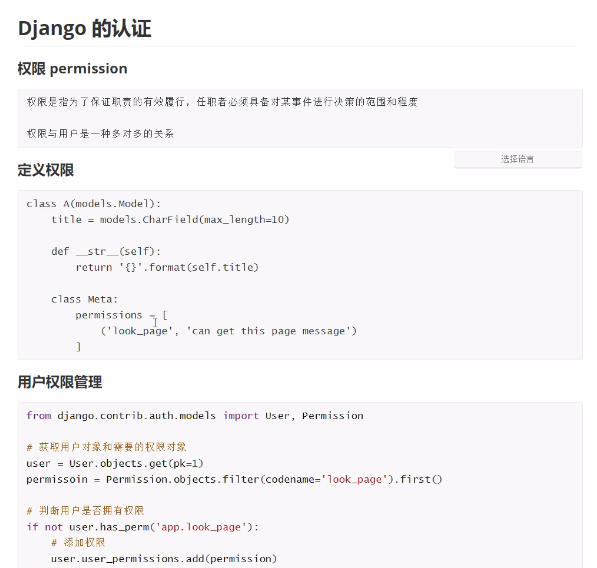 Django 的认证
权限 permission
权限是指为了保证职责的有效履行，任职者必须具备对某事件进行决策的范围和程度
权限与用户是一种多对多的关系
选择语言
定义权限
class A(models.Model):
    title = models.CharField(max_length=10)
    def __str__(self):
        return '{}'.format(self.title)
    class Meta:
        permissions = [
            ('look_page', 'can get this page message')
        ]
用户权限管理
from django.contrib.auth.models import User, Permission
# 获取用户对象和需要的权限对象
user = User.objects.get(pk=1)
permissoin = Permission.objects.filter(codename='look_page').first()
# 判断用户是否拥有权限
if not user.has_perm('app.look_page'):
    # 添加权限
    user.user_permissions.add(permission)